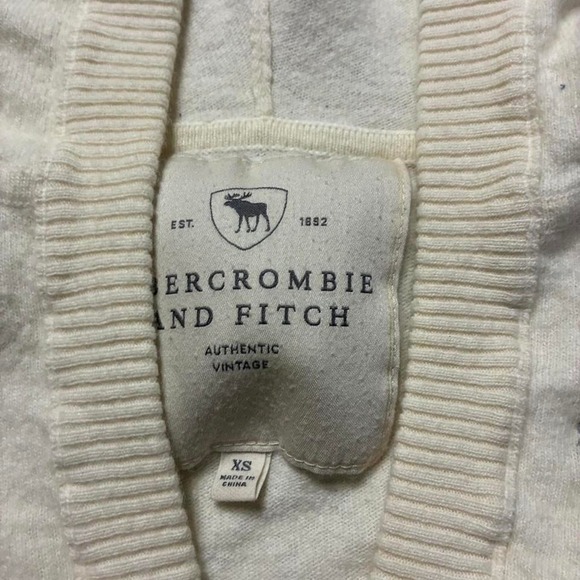 EST. 1892
BERCROMBIE
AND FITCH
AUTHENTIC
VINTAGE
XS
MADE IN
CHINA